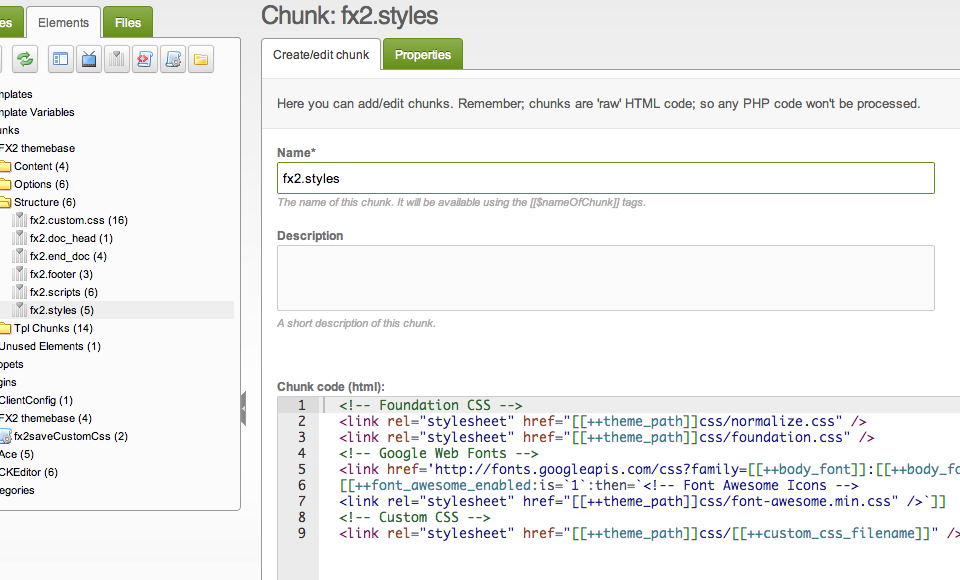 es
Elements
Files
mplates
mplate Variables
unks
FX2 themebase
Content (4)
Options (6)
Structure (6)
fx2.custom.css (16)
fx2.doc_head (1)
fx2.end_doc (4)
fx2.footer (3)
fx2.scripts (6)
fx2.styles (5)
Tpl Chunks (14)
Unused Elements (1)
ppets
gins
ClientConfig (1)
FX2 themebase (4)
fx2saveCustomCss (2)
Ace (5)
CKEditor (6)
egories
Chunk: fx2.styles
Create/edit chunk
Properties
Here you can add/edit chunks. Remember; chunks are 'raw' HTML code; so any PHP code won't be processed.
Name*
fx2.styles
The name of this chunk. It will be available using the [[$nameOfChunk]] tags.
Description
A short description of this chunk.
Chunk code (html):
1 <!-- Foundation CSS -->
2 <link rel="stylesheet" href="[[++theme_path]]css/normalize.css" />
3 <link rel="stylesheet" href="[[++theme_path]]css/foundation.css" />
4 <!-- Google Web Fonts -->
5 <link href='http://fonts.googleapis.com/css?family=[[++body_font]]:[[++body_fo
6 [[++font_awesome_enabled:is=`1`:then=`<!-- Font Awesome Icons -->
7 <link rel="stylesheet" href="[[++theme_path]]css/font-awesome.min.css" />`]]
8 <!-- Custom CSS -->
9 <link rel="stylesheet" href="[[++theme_path]]css/[[++custom_css_filename]]" />